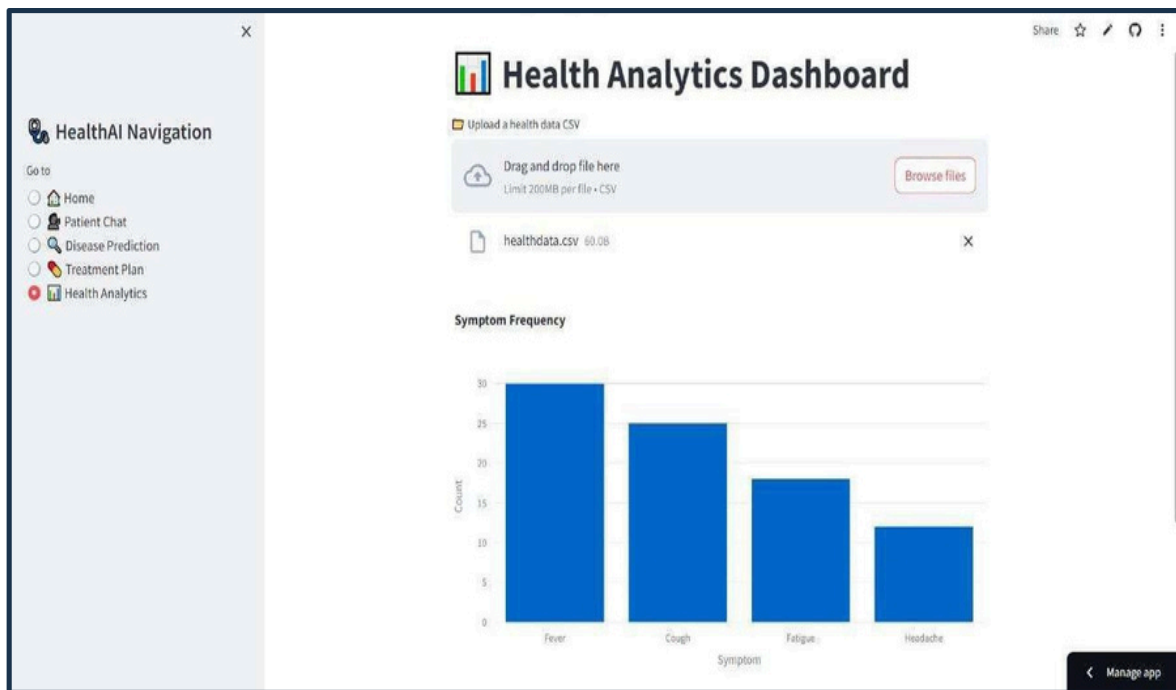 Share
HealthAI Navigation
Go to
Home
Patient Chat
Disease Prediction
Treatment Plan
Health Analytics
Health Analytics Dashboard
Upload a health data CSV
Drag and drop file here
Limit 200MB per file • CSV
Browse files
healthdata.csv 60.0B
Symptom Frequency
30
25
20
15
10
5
0
Count
Fever Cough Fatigue Headache
Symptom
Manage app